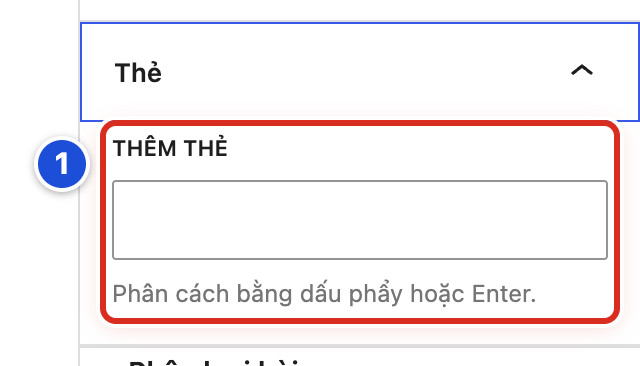 Thẻ
1
THÊM THẺ
Phân cách bằng dấu phẩy hoặc Enter.